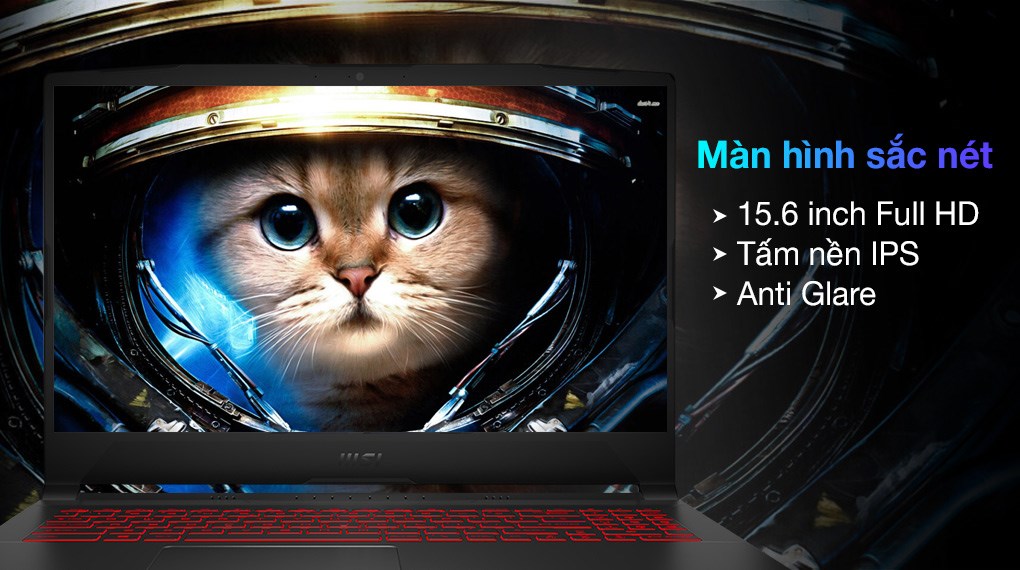 Màn hình sắc nét
15.6 inch Full HD
Tấm nền IPS
Anti Glare
msi